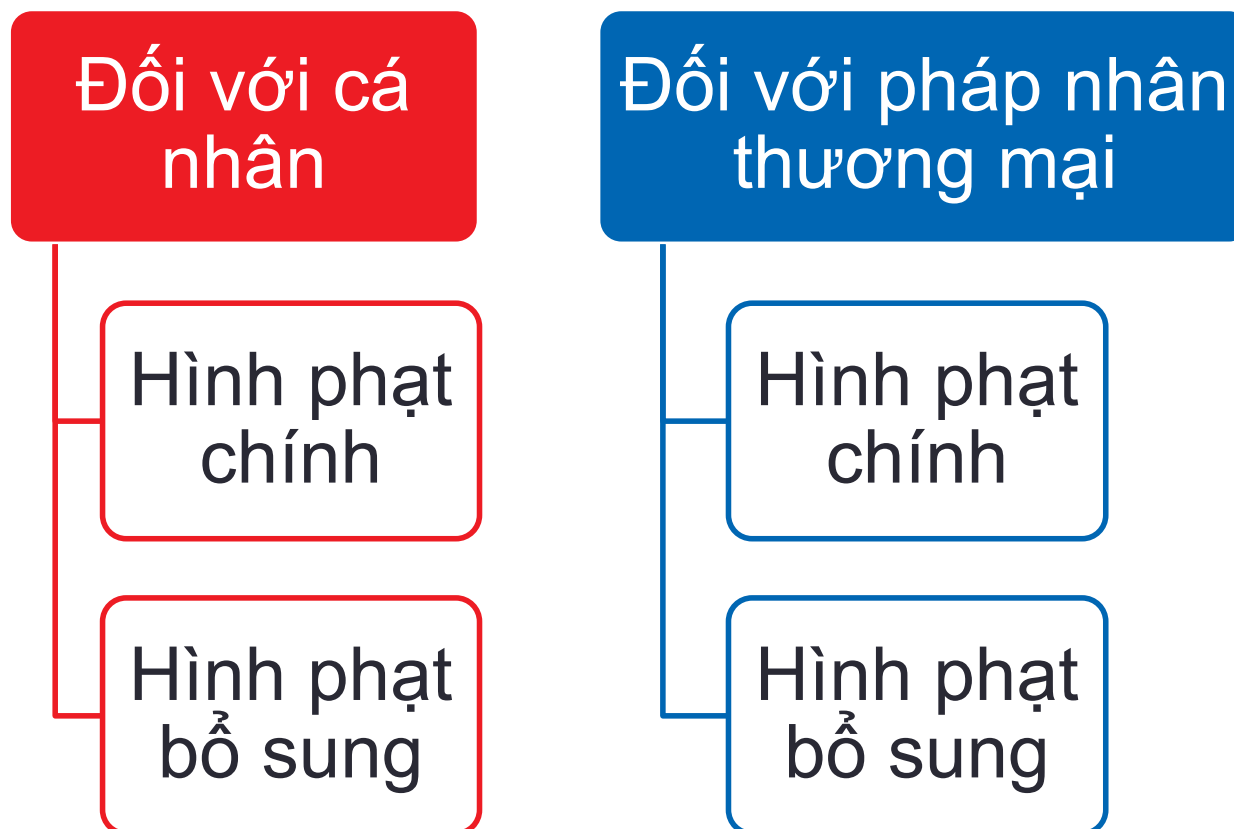 Đối với cá
nhân
Hình phạt
chính
Hình phạt
bổ sung
Đối với pháp nhân
thương mại
Hình phạt
chính
Hình phạt
bổ sung